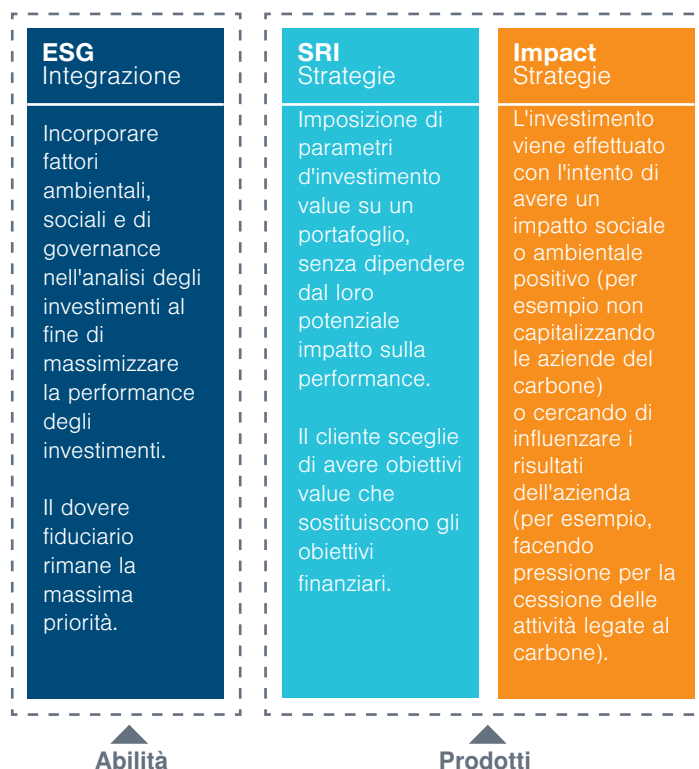 ESG
Integrazione
Incorporare
fattori
ambientali,
sociali e di
governance
nell'analisi degli
investimenti al
fine di
massimizzare
la performance
degli
investimenti.
Il dovere
fiduciario
rimane la
massima
priorità.
SRI
Strategie
Imposizione di
parametri
d'investimento
value su un
portafoglio,
senza dipendere
dal loro
potenziale
impatto sulla
performance.
Il cliente sceglie
di avere obiettivi
value che
sostituiscono gli
obiettivi
finanziari.
Impact
Strategie
L'investimento
viene effettuato
con l'intento di
avere un
impatto sociale
o ambientale
positivo (per
esempio non
capitalizzando
le aziende del
carbone)
o cercando di
influenzare i
risultati
dell'azienda
(per esempio,
facendo
pressione per la
cessione delle
attività legate al
carbone).
Abilità
Prodotti